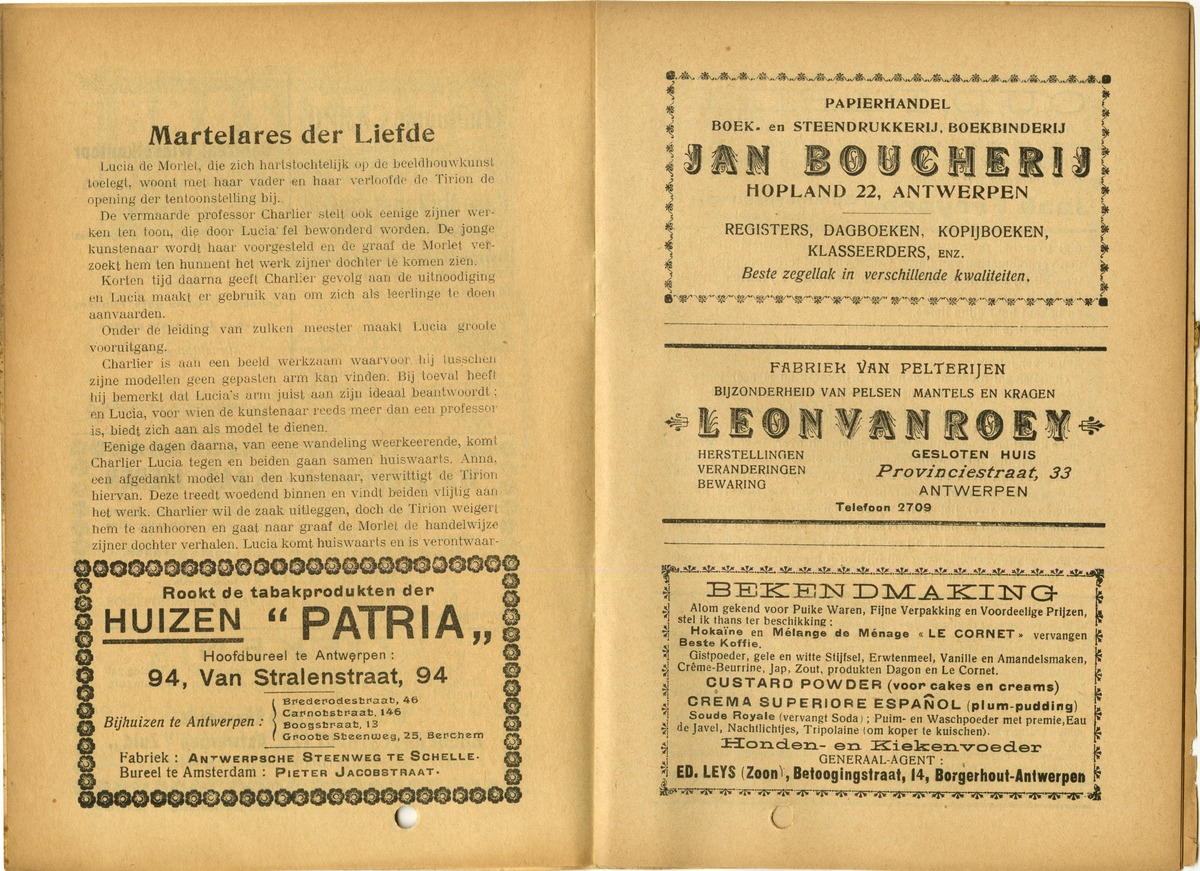 Martelares der Liefde
Lucia de Morlet, die zich hartstochtelijk op de beeldhouwkunst
toelegt, woont met haar vader en haar verloofde de Tirion de
opening der tentoonstelling bij.
De vermaarde professor Charlier stelt ook eenige zijner wer-
ken ten toon, die door Lucia fel bewonderd worden. De jonge
kunstenaar wordt haar voorgesteld en de graaf de Morlet ver-
zoekt hem ten hunnent het werk zijner dochter te komen zien.
Korten tijd daarna geeft Charlier gevolg aan de uitnoodiging
en Lucia maakt er gebruik van om zich als leerlinge te doen
aanvaarden.
Onder de leiding van zulken meester maakt Lucia groote
vooruitgang.
Charlier is aan een beeld werkzaam waarvoor hij tusschen
zijne modellen geen gepasten arm kan vinden. Bij toeval heeft
hij bemerkt dat Lucia's arm juist aan zijn ideaal beantwoordt ;
en Lucia, voor wien de kunstenaar reeds meer dan een professor
is, biedt zich aan als model te dienen.
Eenige dagen daarna, van eene wandeling weerkeerende, komt
Charlier Lucia tegen en beiden gaan samen huiswaarts. Anna,
een afgedankt model van den kunstenaar, verwittigt de Tirion
hiervan. Deze treedt woedend binnen en vindt beiden vlijtig aan
het werk. Charlier wil de zaak uitleggen, doch de Tirion weigert
hem te aanhooren en gaat naar graaf de Morlet de handelwijze
zijner dochter verhalen. Lucia komt huiswaarts en is verontwaar-
Rookt de tabakprodukten der
HUIZEN “ PATRIA „
Hoofdbureel te Antwerpen :
94, Van Stralenstraat, 94
Bijhuizen te Antwerpen :
Brederodestraat, 46
Carnotstraat, 146
Boogstraat, 13
Groote Steenweg, 25, Berchem
Fabriek : ANTWERPSCHE STEENWEG TE SCHELLE.
Bureel te Amsterdam : PIETER JACOBSTRAAT.
PAPIERHANDEL
BOEK- en STEENDRUKKERIJ, BOEKBINDERIJ
JAN BOUCHERIJ
HOPLAND 22, ANTWERPEN
REGISTERS, DAGBOEKEN, KOPIJBOEKEN,
KLASSEERDERS, ENZ.
Beste zegellak in verschillende kwaliteiten.
FABRIEK VAN PELTERIJEN
BIJZONDERHEID VAN PELSEN MANTELS EN KRAGEN
LEON VAN ROEY
HERSTELLINGEN
VERANDERINGEN
BEWARING
GESLOTEN HUIS
Provinciestraat, 33
ANTWERPEN
Telefoon 2709
BEKENDMAKING
Alom gekend voor Puike Waren, Fijne Verpakking en Voordeelige Prijzen,
stel ik thans ter beschikking :
Hokaïne en Mélange de Ménage « LE CORNET » vervangen
Beste Koffie.
Gistpoeder, gele en witte Stijfsel, Erwtenmeel, Vanille en Amandelsmaken,
Crême-Beurrine, Jap, Zout, produkten Dagon en Le Cornet.
CUSTARD POWDER (voor cakes en creams)
CREMA SUPERIORE ESPAÑOL (plum-pudding)
Soude Royale (vervangt Soda) ; Puim- en Waschpoeder met premie, Eau
de Javel, Nachtlichtjes, Tripolaine (om koper te kuischen).
Honden- en Kiekenvoeder
GENERAAL-AGENT :
ED. LEYS (Zoon), Betoogingstraat, 14, Borgerhout-Antwerpen